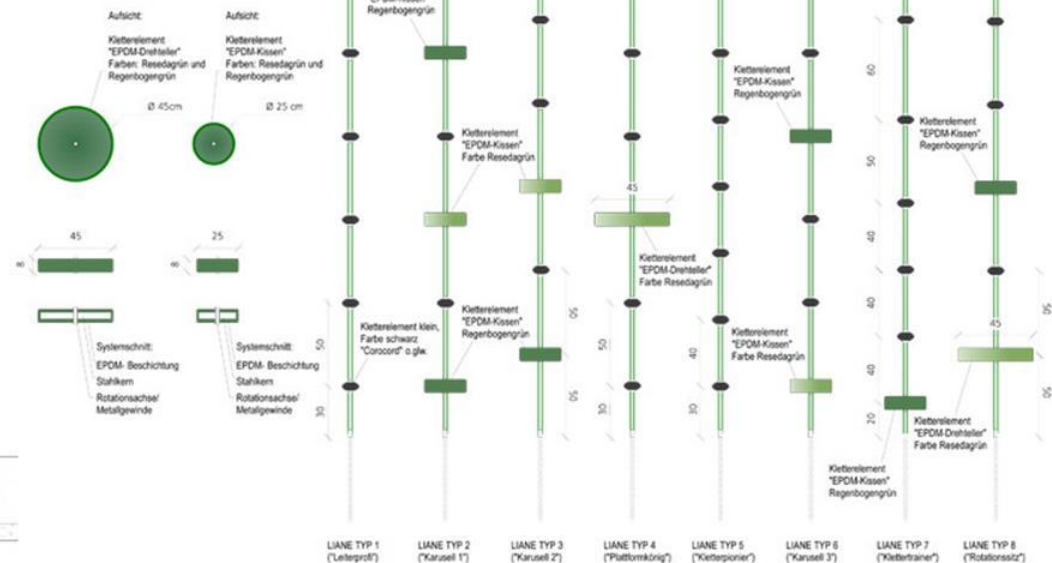 Aufsicht:
Kletterelement
"EPDM-Drehteller"
Farben: Resedagrün und
Regenbogengrün
Ø 45cm
Aufsicht:
Kletterelement
"EPDM-Kissen"
Farben: Resedagrün und
Regenbogengrün
Ø 25 cm
45
8
25
8
Systemschnitt:
EPDM- Beschichtung
Stahlkern
Rotationsachse/
Metallgewinde
Systemschnitt:
EPDM- Beschichtung
Stahlkern
Rotationsachse/
Metallgewinde
50
30
Kletterelement klein,
Farbe schwarz
"Corocord" o.glw.
"EPDM-Kissen"
Regenbogengrün
Kletterelement
"EPDM-Kissen"
Farbe Resedagrün
Kletterelement
"EPDM-Kissen"
Regenbogengrün
50
50
45
Kletterelement
"EPDM-Drehteller"
Farbe Resedagrün
50
30
40
30
Kletterelement
"EPDM-Kissen"
Regenbogengrün
Kletterelement
"EPDM-Kissen"
Farbe Resedagrün
60
50
40
40
40
20
Kletterelement
"EPDM-Kissen"
Regenbogengrün
Kletterelement
"EPDM-Kissen"
Regenbogengrün
45
50
50
Kletterelement
"EPDM-Drehteller"
Farbe Resedagrün
LIANE TYP 1
("Leiterprofi")
LIANE TYP 2
("Karusell 1")
LIANE TYP 3
("Karusell 2")
LIANE TYP 4
("Plattformkönig")
LIANE TYP 5
("Kletterpionier")
LIANE TYP 6
("Karusell 3")
LIANE TYP 7
("Klettertrainer")
LIANE TYP 8
("Rotationssitz")